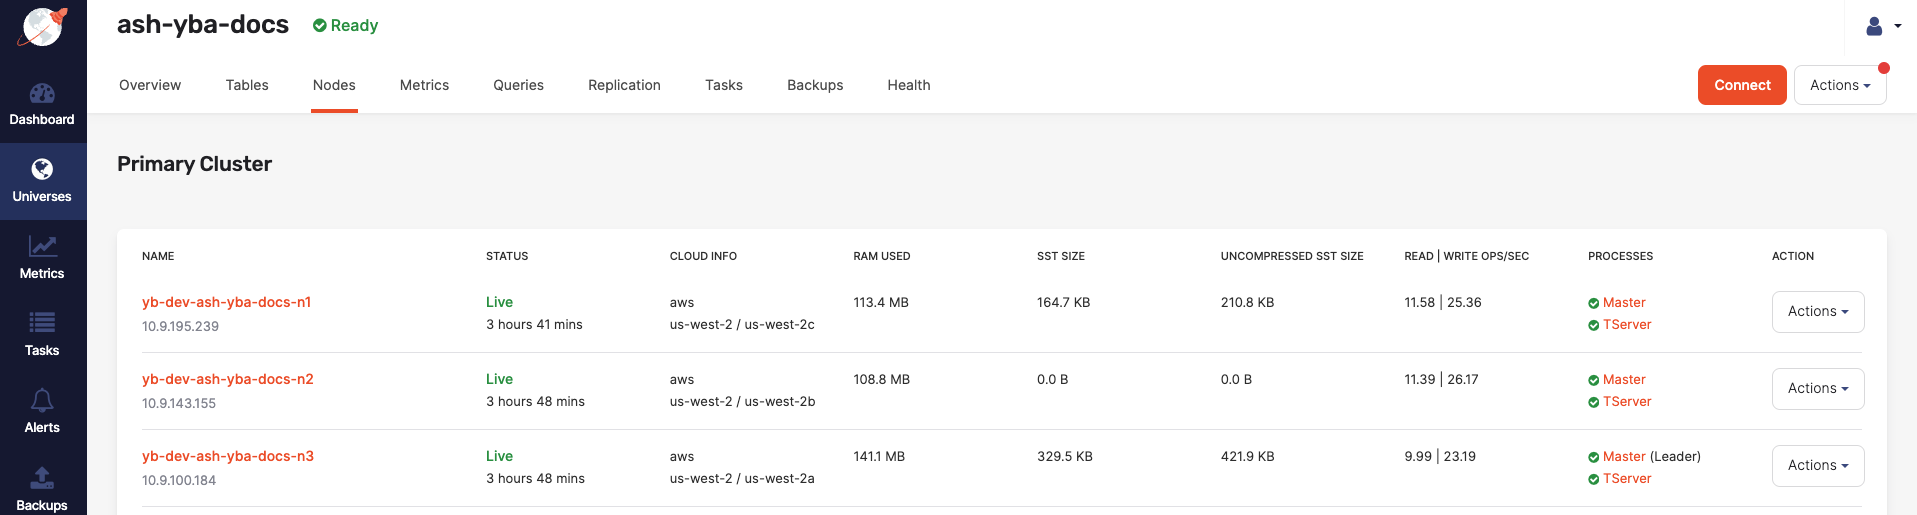 ash-yba-docs Ready
Overview Tables Nodes Metrics Queries Replication Tasks Backups Health Connect Actions
Dashboard
Universes
Metrics
Tasks
Alerts
Backups
Primary Cluster
NAME STATUS CLOUD INFO RAM USED SST SIZE UNCOMPRESSED SST SIZE READ | WRITE OPS/SEC PROCESSES ACTION
yb-dev-ash-yba-docs-n1 Live aws 113.4 MB 164.7 KB 210.8 KB 11.58 | 25.36 Master Actions
10.9.195.239 3 hours 41 mins us-west-2 / us-west-2c TServer
yb-dev-ash-yba-docs-n2 Live aws 108.8 MB 0.0 B 0.0 B 11.39 | 26.17 Master Actions
10.9.143.155 3 hours 48 mins us-west-2 / us-west-2b TServer
yb-dev-ash-yba-docs-n3 Live aws 141.1 MB 329.5 KB 421.9 KB 9.99 | 23.19 Master (Leader) Actions
10.9.100.184 3 hours 48 mins us-west-2 / us-west-2a TServer